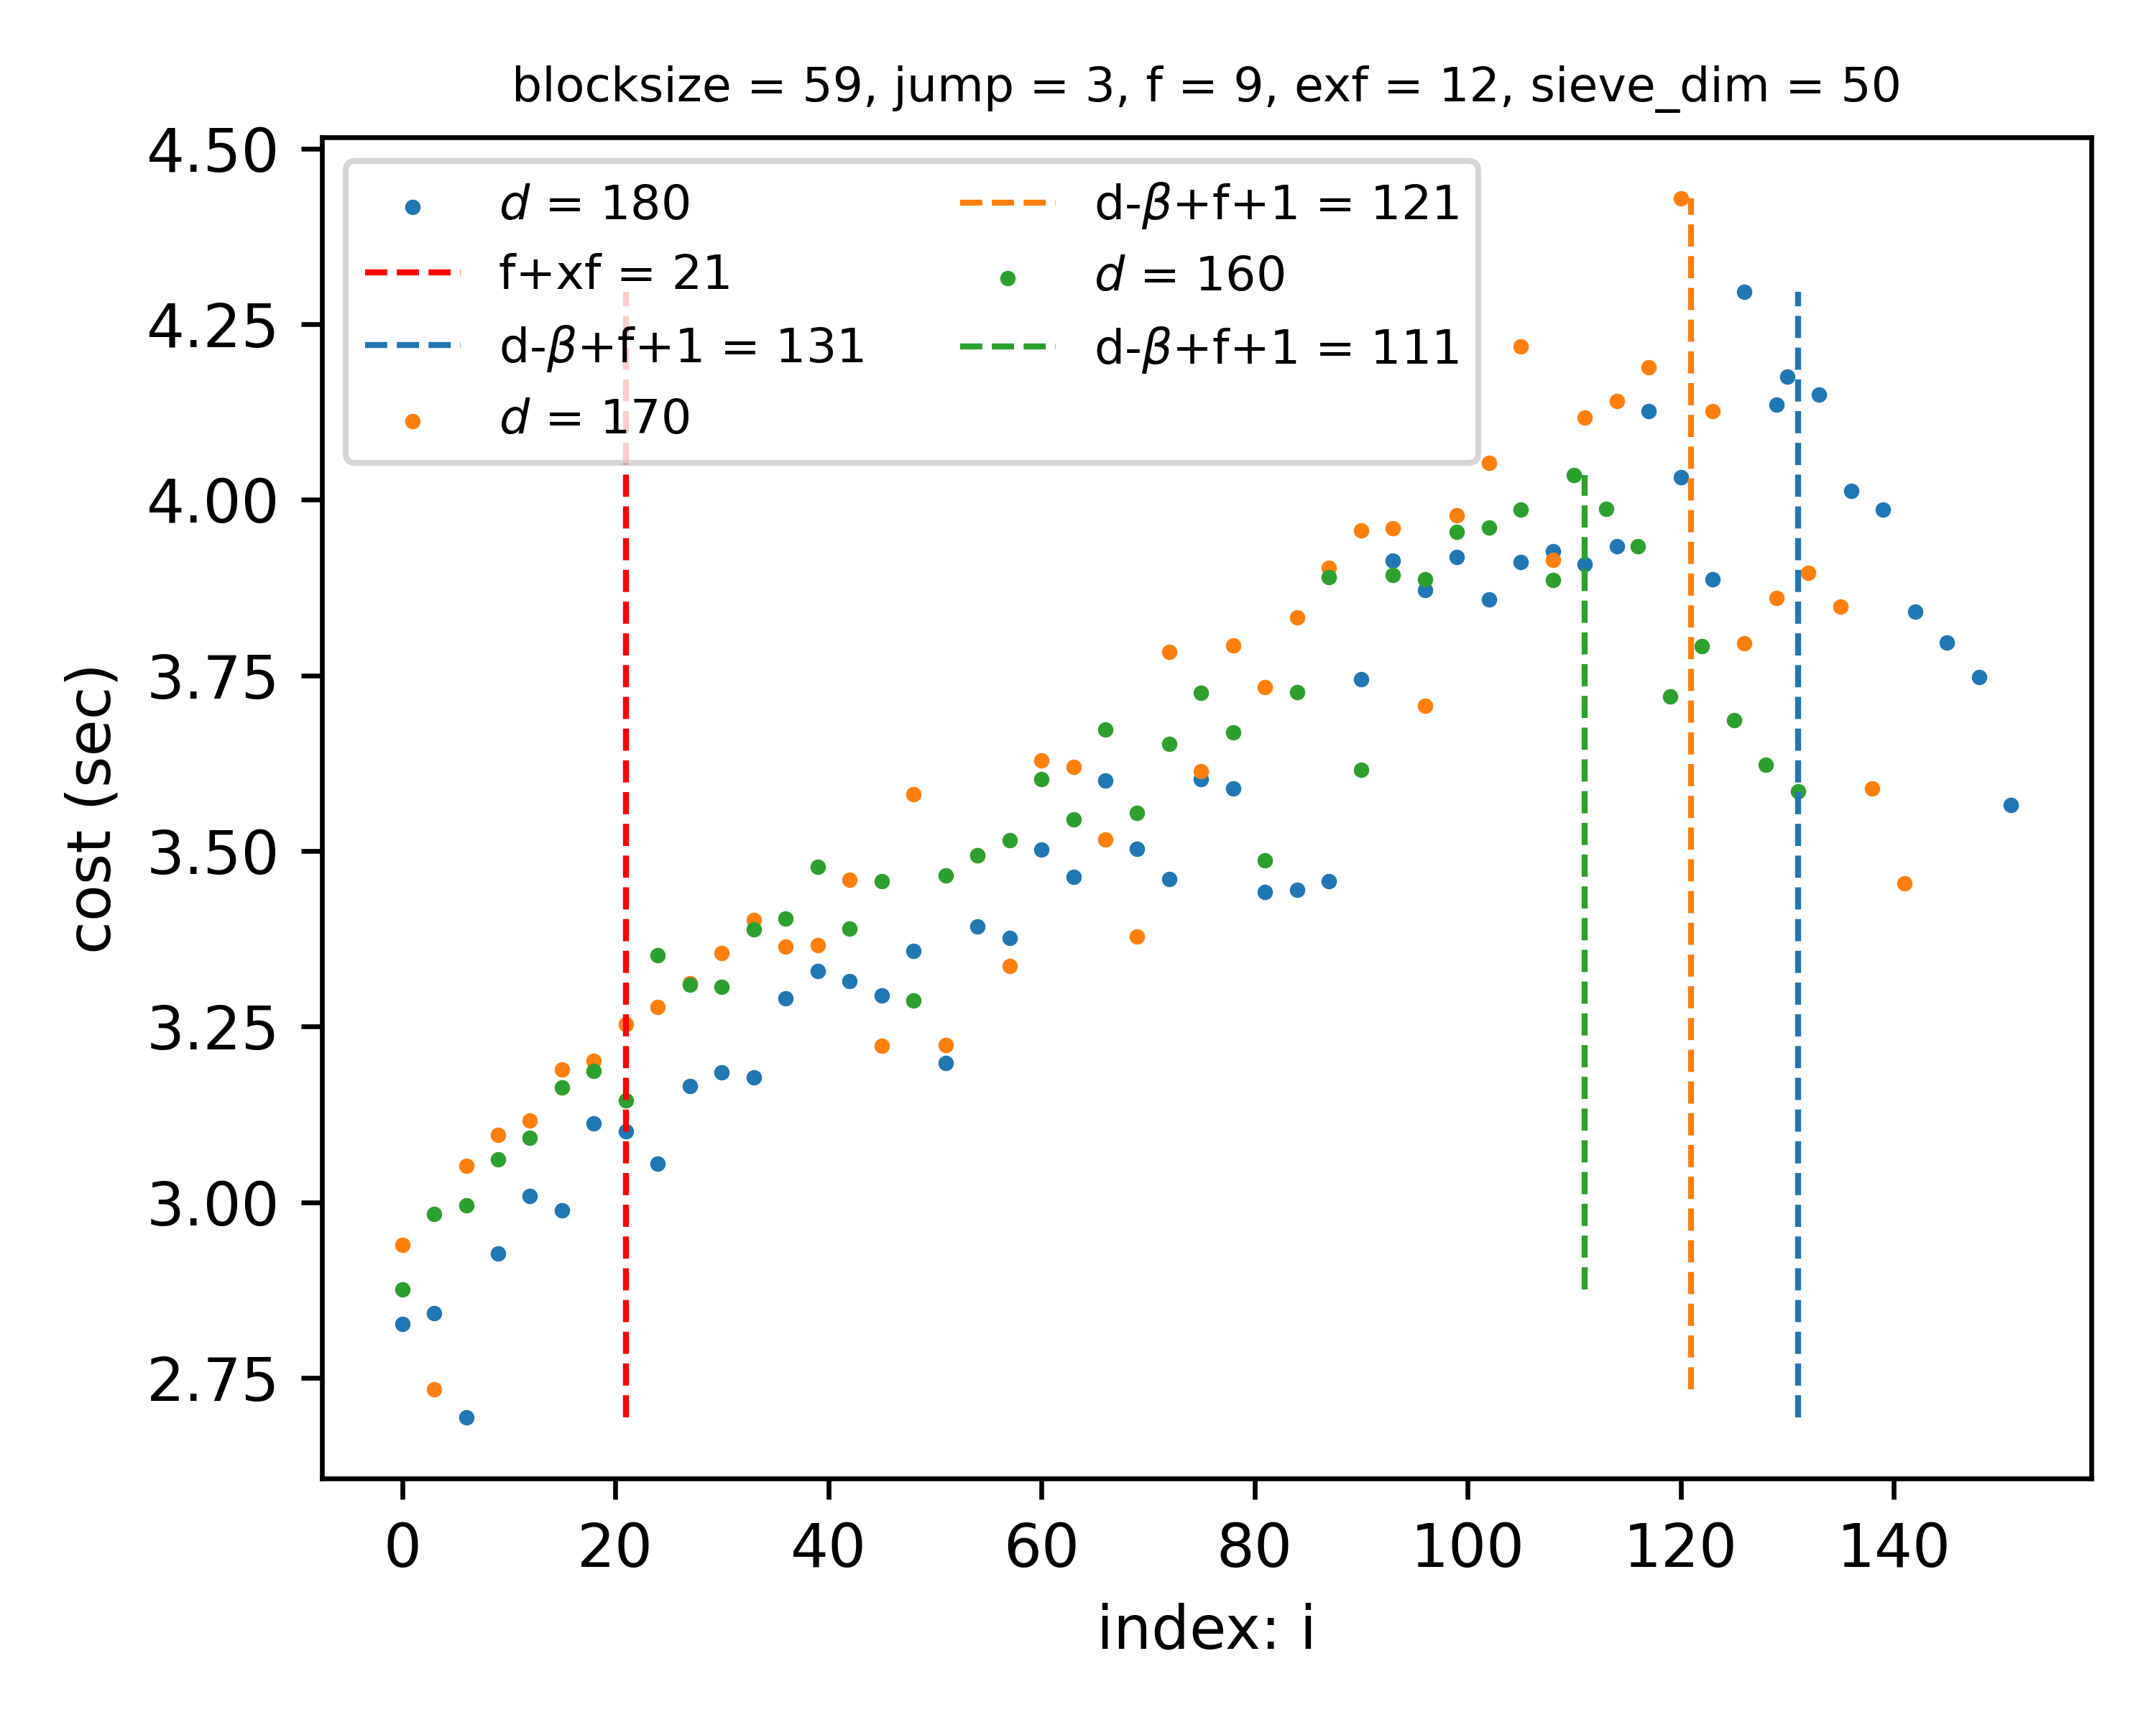 blocksize = 59, jump = 3, f = 9, exf = 12, sieve_dim = 50
4.50
4.25
4.00
3.75
3.50
3.25
3.00
2.75
cost (sec)
d = 180
f+xf = 21
d-β+f+1 = 131
d = 170
d-β+f+1 = 121
d = 160
d-β+f+1 = 111
0 20 40 60 80 100 120 140
index: i